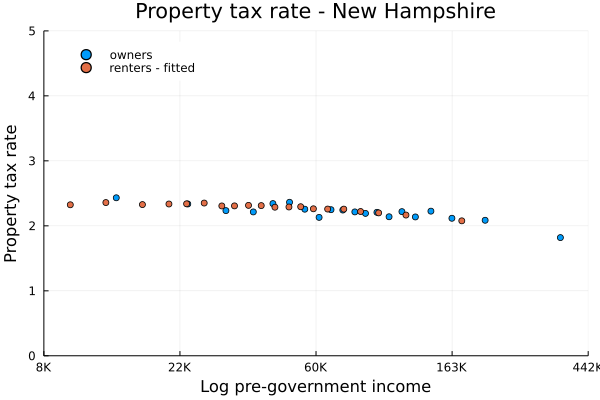 Property tax rate - New Hampshire
5
owners
renters - fitted
4
3
2
1
0
Property tax rate
8K 22K 60K 163K 442K
Log pre-government income